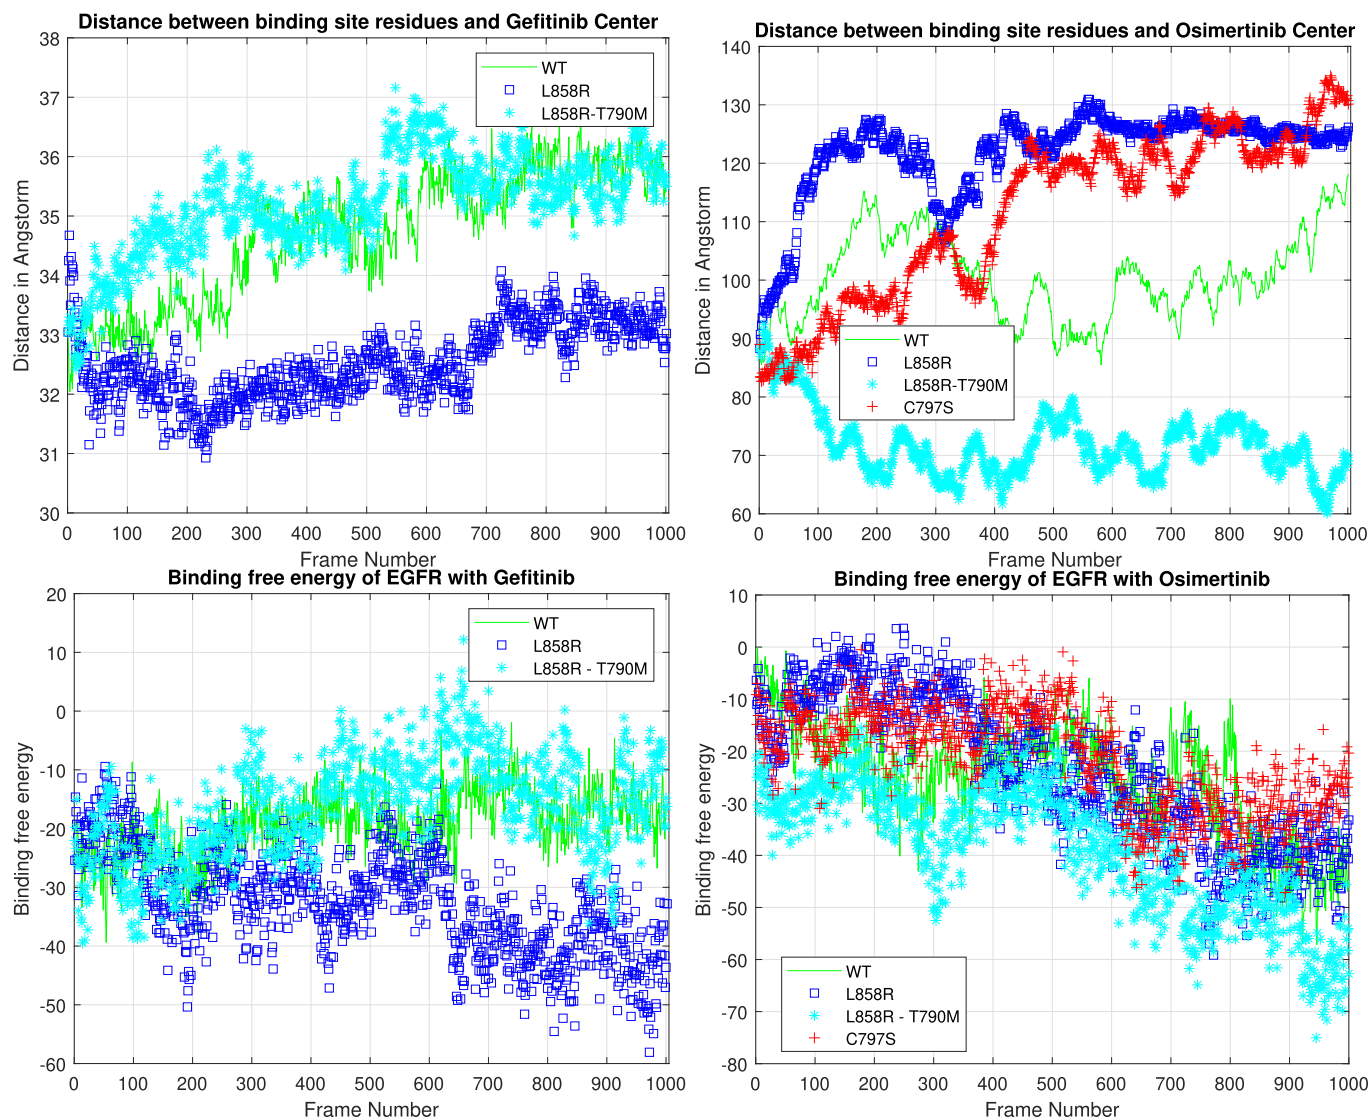 Distance between binding site residues and Gefitinib Center
38
37
36
35
34
33
32
31
30
Distance in Angstorm
WT
L858R
L858R-T790M
0 100 200 300 400 500 600 700 800 900 1000
Frame Number
Distance between binding site residues and Osimertinib Center
140
130
120
110
100
90
80
70
60
Distance in Angstorm
WT
L858R
L858R-T790M
C797S
0 100 200 300 400 500 600 700 800 900 1000
Frame Number
Binding free energy of EGFR with Gefitinib
20
10
0
-10
-20
-30
-40
-50
-60
Binding free energy
WT
L858R
L858R - T790M
0 100 200 300 400 500 600 700 800 900 1000
Frame Number
Binding free energy of EGFR with Osimertinib
10
0
-10
-20
-30
-40
-50
-60
-70
-80
Binding free energy
WT
L858R
L858R - T790M
C797S
0 100 200 300 400 500 600 700 800 900 1000
Frame Number